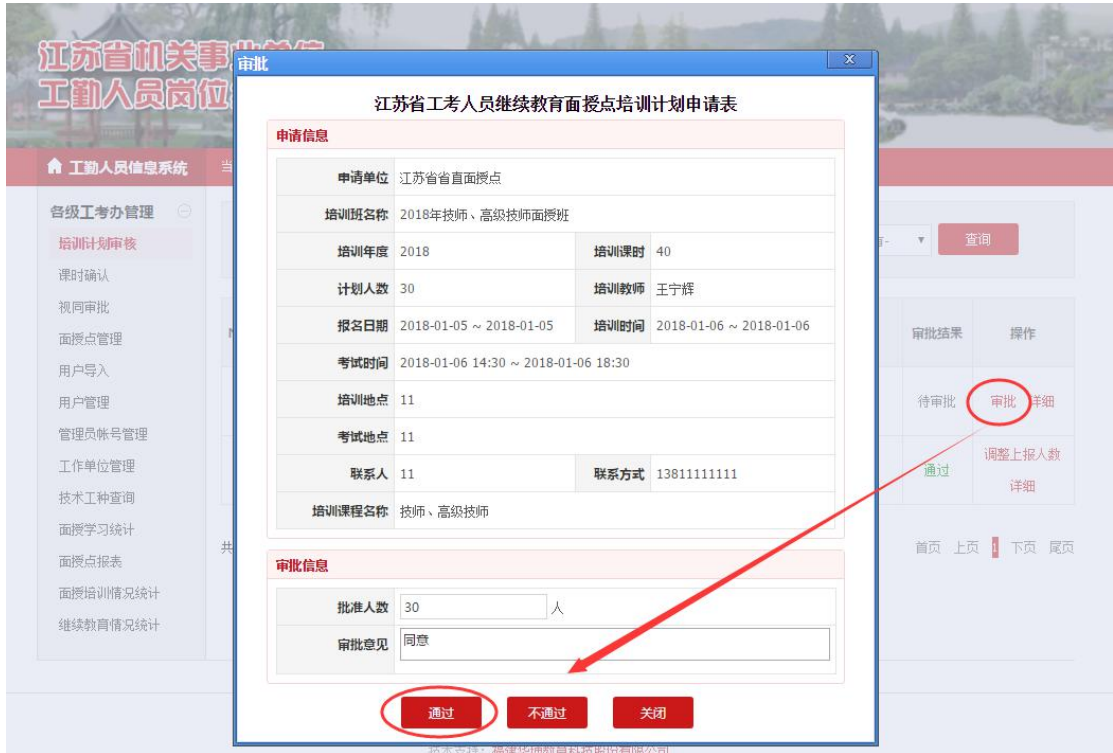 江苏省机关事业单位
工勤人员岗位
工勤人员信息系统
当
各级工考办管理
培训计划审核
课时确认
视同审批
面授点管理
用户导入
用户管理
管理员帐号管理
工作单位管理
技术工种查询
面授学习统计
面授点报表
面授培训情况统计
继续教育情况统计
审批
X
江苏省工考人员继续教育面授点培训计划申请表
申请信息
申请单位 江苏省省直面授点
培训班名称 2018年技师、高级技师面授班
培训年度 2018 培训课时 40
计划人数 30 培训教师 王宁辉
报名日期 2018-01-05 ~ 2018-01-05 培训时间 2018-01-06 ~ 2018-01-06
考试时间 2018-01-06 14:30 ~ 2018-01-06 18:30
培训地点 11
考试地点 11
联系人 11 联系方式 13811111111
培训课程名称 技师、高级技师
审批信息
批准人数 30 人
审批意见 同意
通过 不通过 关闭
查询
审批结果 操作
待审批 审批 详细
通过 调整上报人数
详细
共
首页 上页 1 下页 尾页